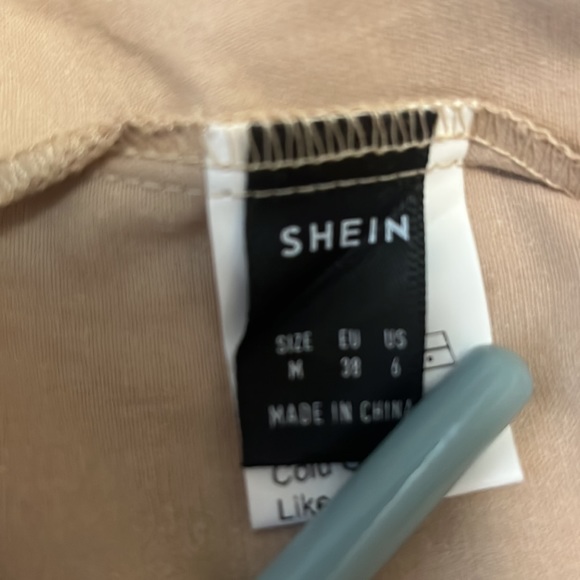 SHEIN
SIZE EU US
M 38 6
MADE IN CHINA
Cold
Like